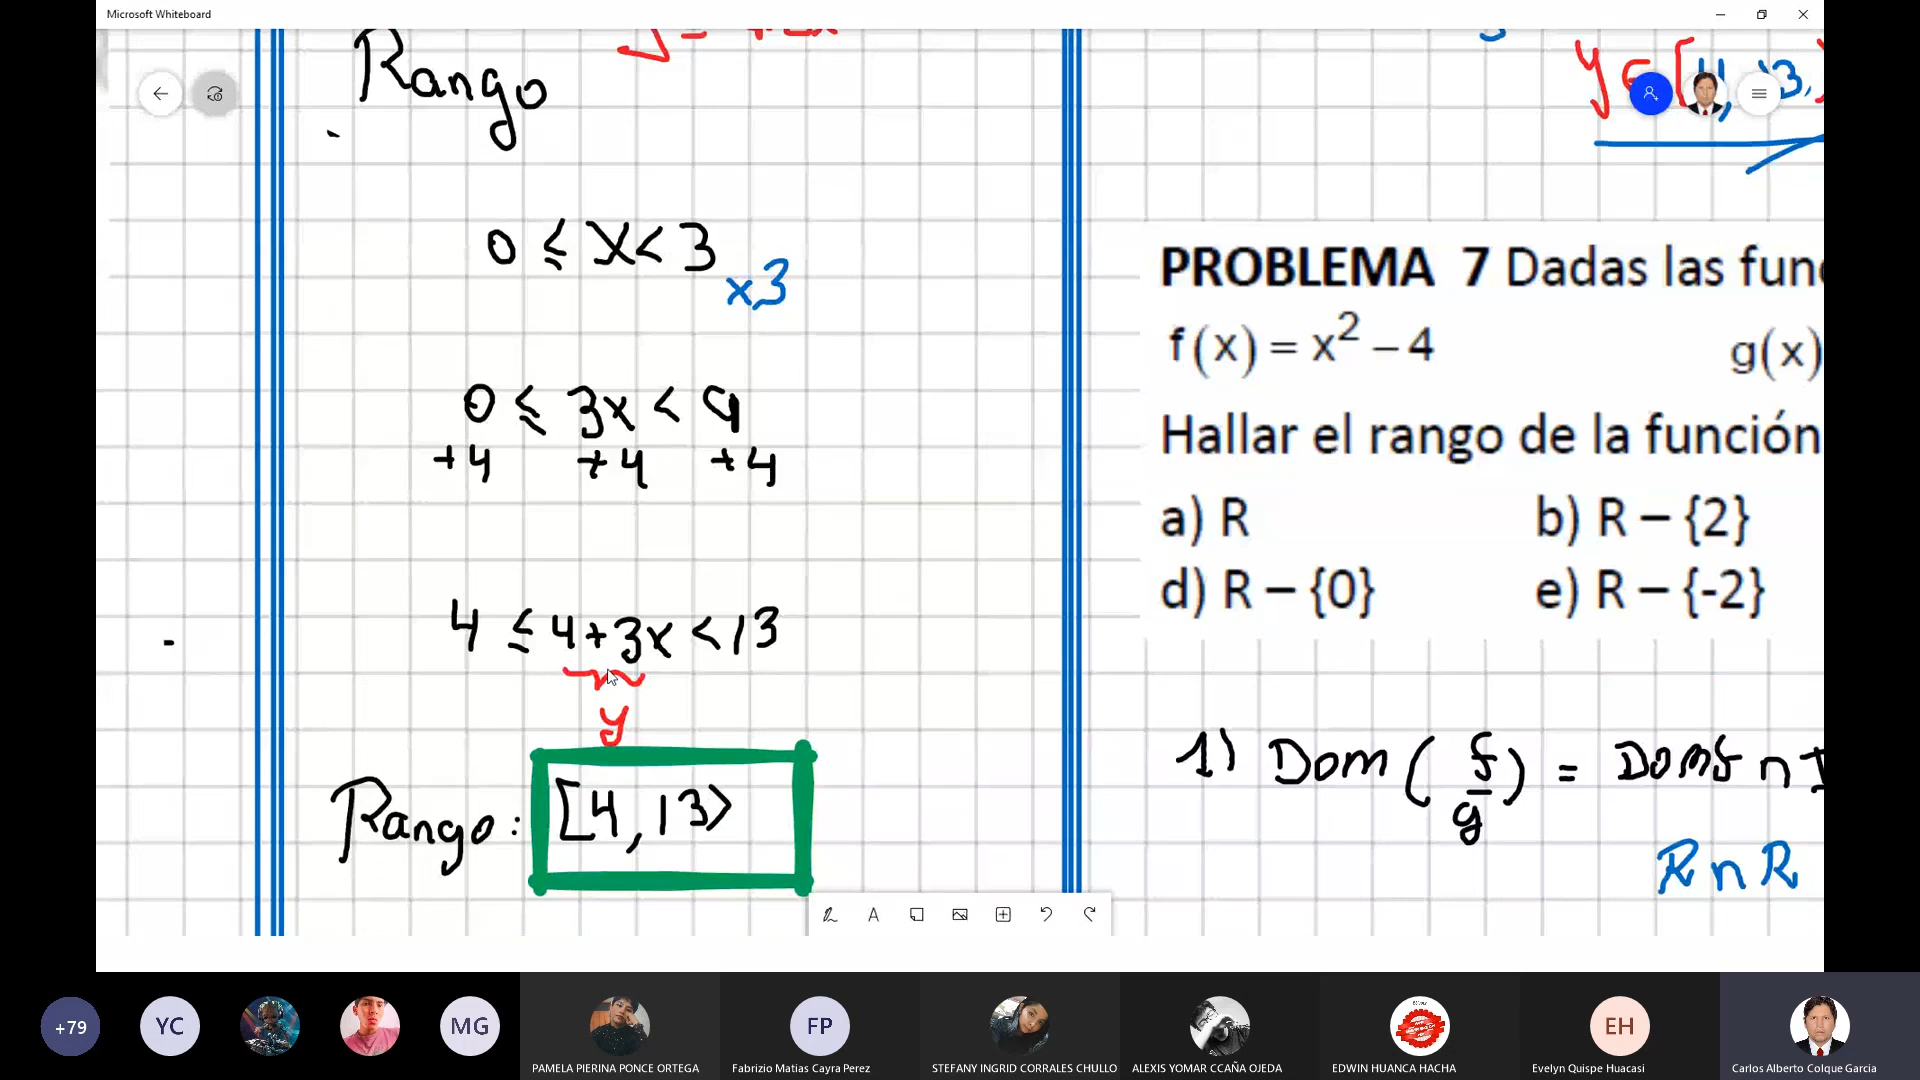 Microsoft Whiteboard
Rango
0 ≤ x < 3
x3
0 ≤ 3x < 9
+4 +4 +4
4 ≤ 4+3x < 13
y
Rango: [4, 13⟩
y ∈ [4, 13,
PROBLEMA 7 Dadas las fun
f(x) = x² – 4 g(x)
Hallar el rango de la función
a) R b) R – {2}
d) R – {0} e) R – {-2}
1) Dom ( f/g ) = Domf ∩
R ∩ R
+79 YC MG FP EH
PAMELA PIERINA PONCE ORTEGA
Fabrizio Matias Cayra Perez
STEFANY INGRID CORRALES CHULLO
ALEXIS YOMAR CCAÑA OJEDA
EDWIN HUANCA HACHA
Evelyn Quispe Huacasi
Carlos Alberto Colque Garcia